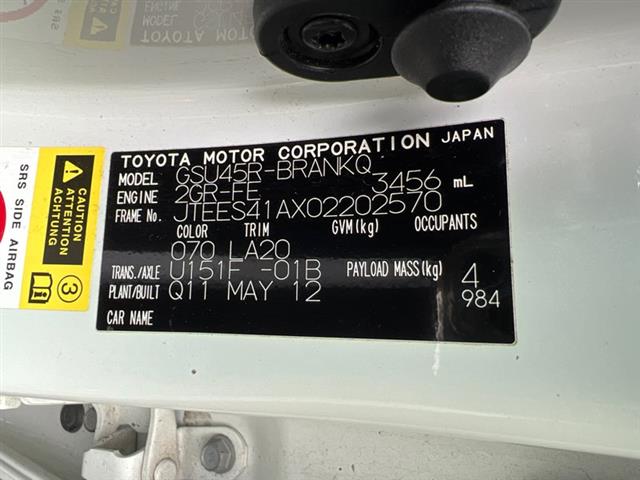 TOYOTA MOTOR CORPORATION JAPAN
MODEL GSU45R-BRANKQ
ENGINE 2GR-FE 3456 mL
FRAME No. JTEES41AX02202570
COLOR TRIM GVM(kg) OCCUPANTS
070 LA20
TRANS./AXLE U151F -01B PAYLOAD MASS(kg) 4
PLANT/BUILT Q11 MAY 12 984
CAR NAME
SRS SIDE AIRBAG
CAUTION
ATTENTION
ACHTUNG
3